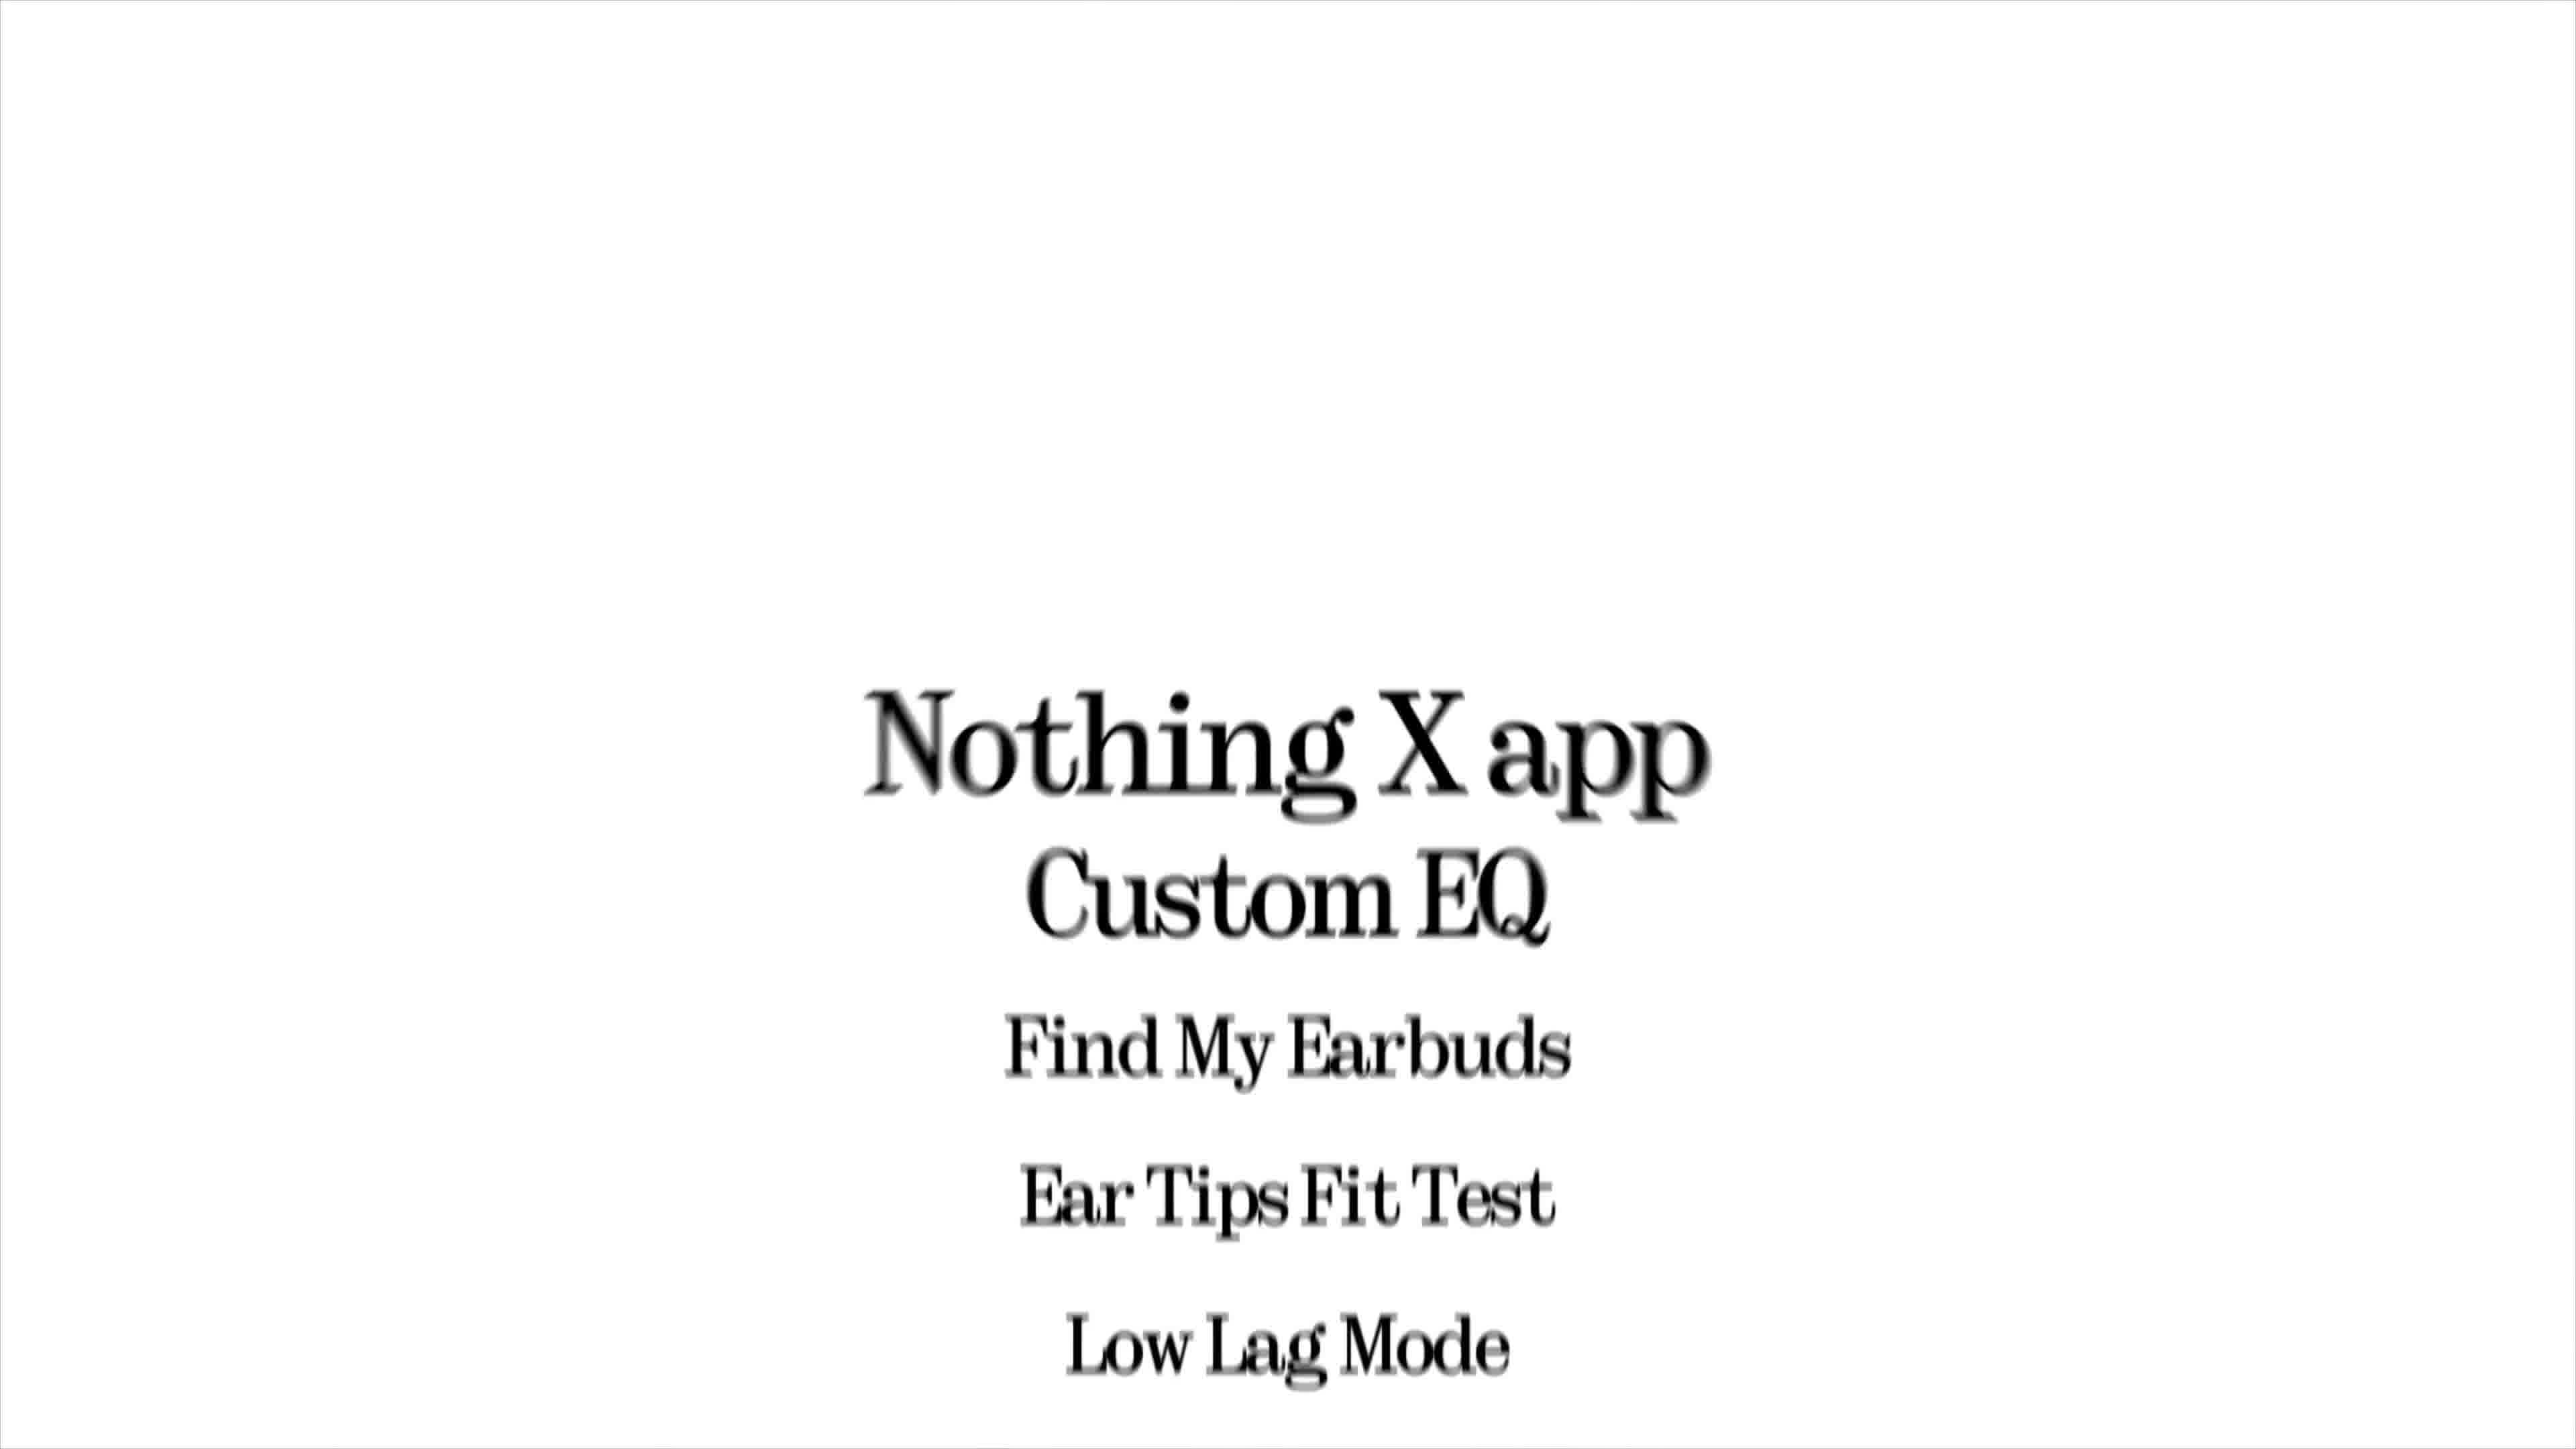 Nothing X app
Custom EQ
Find My Earbuds
Ear Tips Fit Test
Low Lag Mode